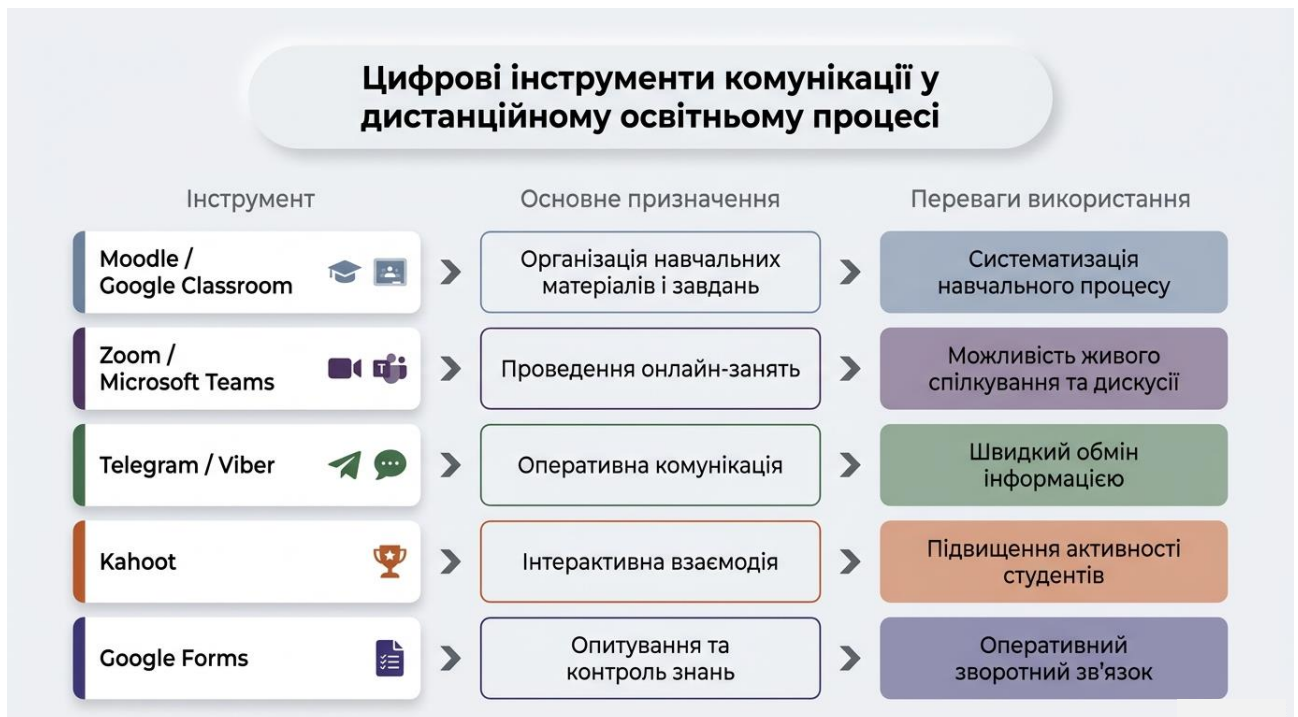 Цифрові інструменти комунікації у
дистанційному освітньому процесі
Інструмент
Основне призначення
Переваги використання
Moodle /
Google Classroom
Організація навчальних
матеріалів і завдань
Систематизація
навчального процесу
Zoom /
Microsoft Teams
Проведення онлайн-занять
Можливість живого
спілкування та дискусії
Telegram / Viber
Оперативна комунікація
Швидкий обмін
інформацією
Kahoot
Інтерактивна взаємодія
Підвищення активності
студентів
Google Forms
Опитування та
контроль знань
Оперативний
зворотний зв’язок